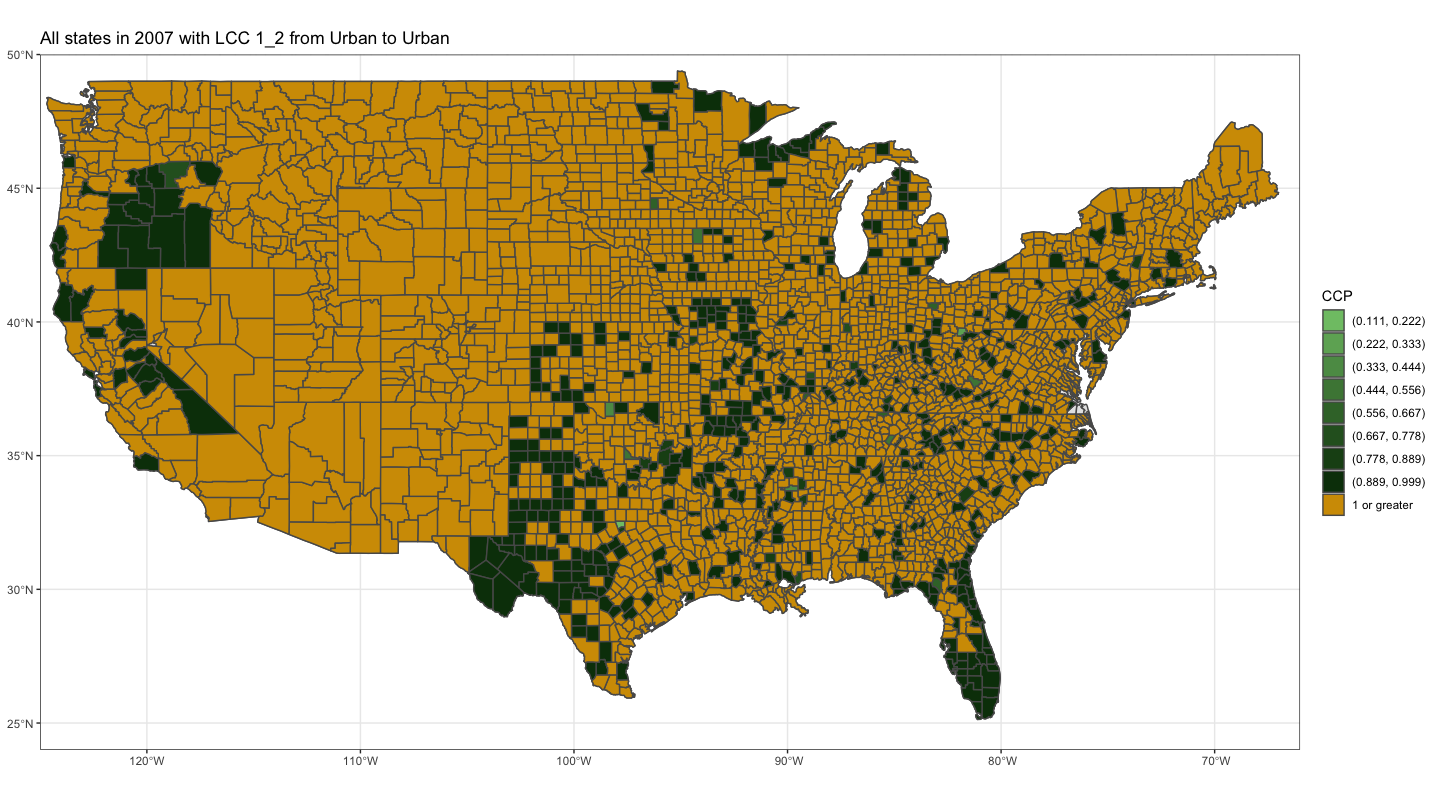 All states in 2007 with LCC 1_2 from Urban to Urban
50°N
45°N
40°N
35°N
30°N
25°N
120°W
110°W
100°W
90°W
80°W
70°W
CCP
(0.111, 0.222)
(0.222, 0.333)
(0.333, 0.444)
(0.444, 0.556)
(0.556, 0.667)
(0.667, 0.778)
(0.778, 0.889)
(0.889, 0.999)
1 or greater